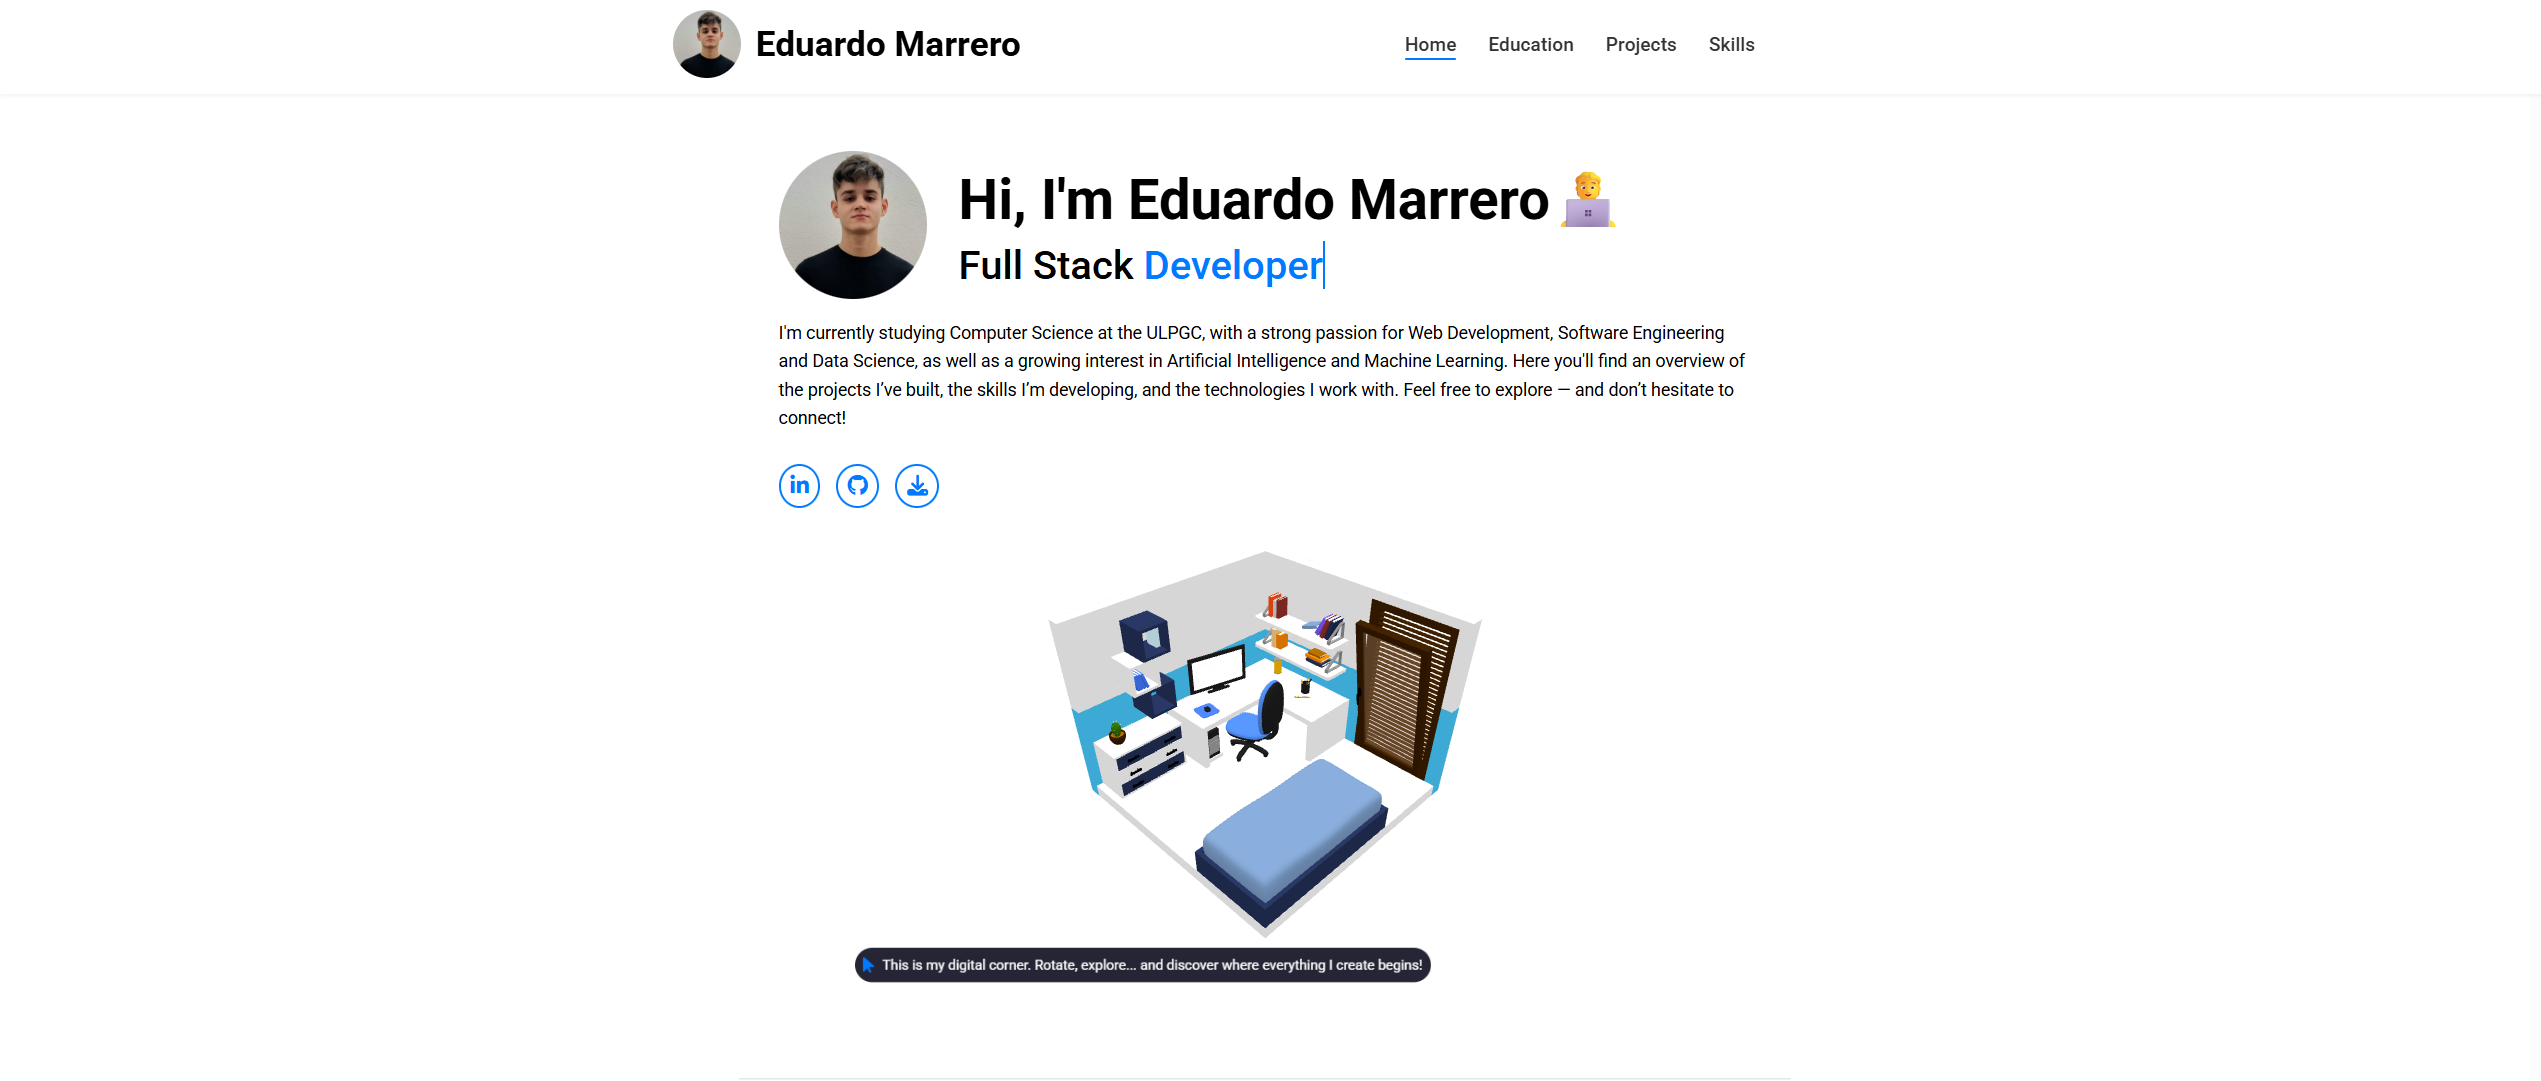 Eduardo Marrero
Home Education Projects Skills
Hi, I'm Eduardo Marrero
Full Stack Developer
I'm currently studying Computer Science at the ULPGC, with a strong passion for Web Development, Software Engineering
and Data Science, as well as a growing interest in Artificial Intelligence and Machine Learning. Here you'll find an overview of
the projects I’ve built, the skills I’m developing, and the technologies I work with. Feel free to explore — and don’t hesitate to
connect!
in
This is my digital corner. Rotate, explore... and discover where everything I create begins!